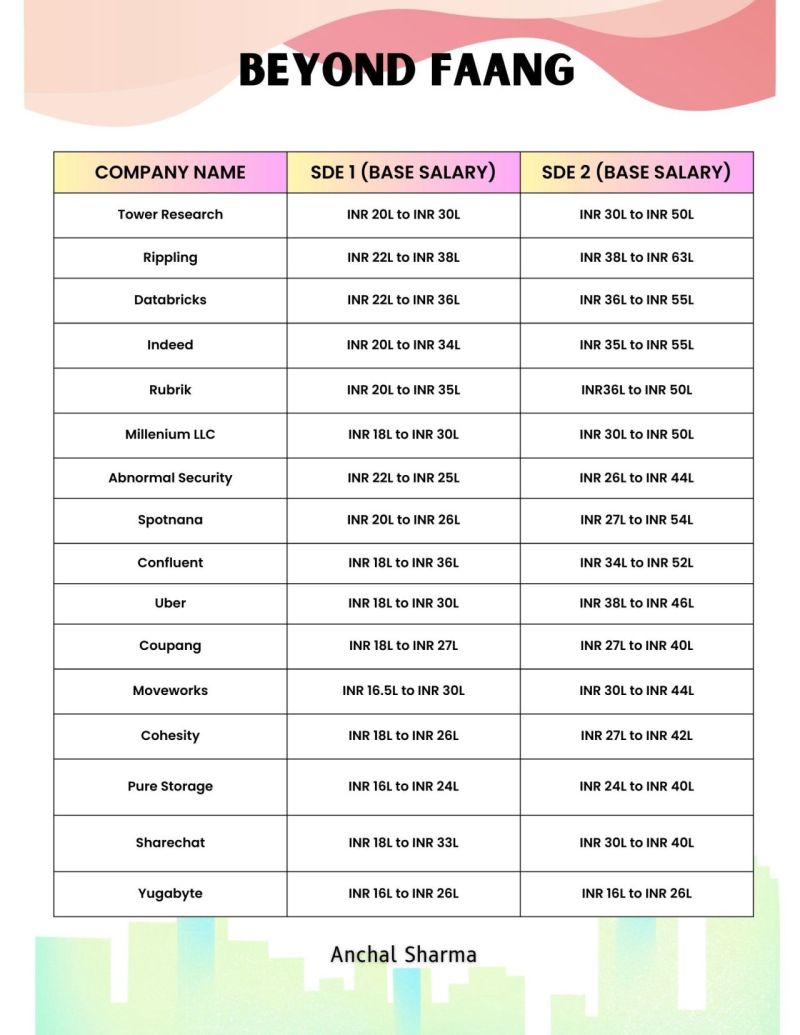 BEYOND FAANG
COMPANY NAME SDE 1 (BASE SALARY) SDE 2 (BASE SALARY)
Tower Research INR 20L to INR 30L INR 30L to INR 50L
Rippling INR 22L to INR 38L INR 38L to INR 63L
Databricks INR 22L to INR 36L INR 36L to INR 55L
Indeed INR 20L to INR 34L INR 35L to INR 55L
Rubrik INR 20L to INR 35L INR36L to INR 50L
Millenium LLC INR 18L to INR 30L INR 30L to INR 50L
Abnormal Security INR 22L to INR 25L INR 26L to INR 44L
Spotnana INR 20L to INR 26L INR 27L to INR 54L
Confluent INR 18L to INR 36L INR 34L to INR 52L
Uber INR 18L to INR 30L INR 38L to INR 46L
Coupang INR 18L to INR 27L INR 27L to INR 40L
Moveworks INR 16.5L to INR 30L INR 30L to INR 44L
Cohesity INR 18L to INR 26L INR 27L to INR 42L
Pure Storage INR 16L to INR 24L INR 24L to INR 40L
Sharechat INR 18L to INR 33L INR 30L to INR 40L
Yugabyte INR 16L to INR 26L INR 16L to INR 26L
Anchal Sharma